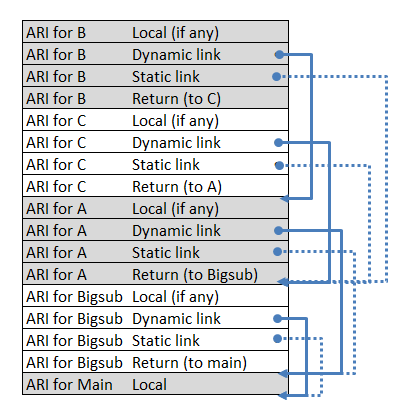 ARI for B Local (if any)
ARI for B Dynamic link
ARI for B Static link
ARI for B Return (to C)
ARI for C Local (if any)
ARI for C Dynamic link
ARI for C Static link
ARI for C Return (to A)
ARI for A Local (if any)
ARI for A Dynamic link
ARI for A Static link
ARI for A Return (to Bigsub)
ARI for Bigsub Local (if any)
ARI for Bigsub Dynamic link
ARI for Bigsub Static link
ARI for Bigsub Return (to main)
ARI for Main Local